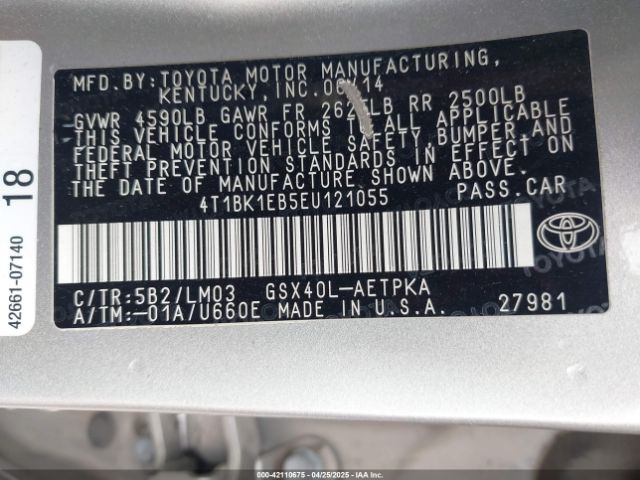 MFD. BY: TOYOTA MOTOR MANUFACTURING,
KENTUCKY, INC. 14
GVWR 4590LB GAWR FR RR 2500LB
THIS VEHICLE CONFORMS TO ALL APPLICABLE
FEDERAL MOTOR VEHICLE SAFETY, BUMPER, AND
THEFT PREVENTION STANDARDS IN EFFECT ON
THE DATE OF MANUFACTURE SHOWN ABOVE.
4T1BK1EB5EU121055 PASS. CAR
C/TR:5B2/LM03 GSX40L-AETPKA
A/TM:-01A/U660E MADE IN U.S.A. 27981
TOYOTA
42661-07140 18
000-42110675 04/25/2025 IAA, Inc.